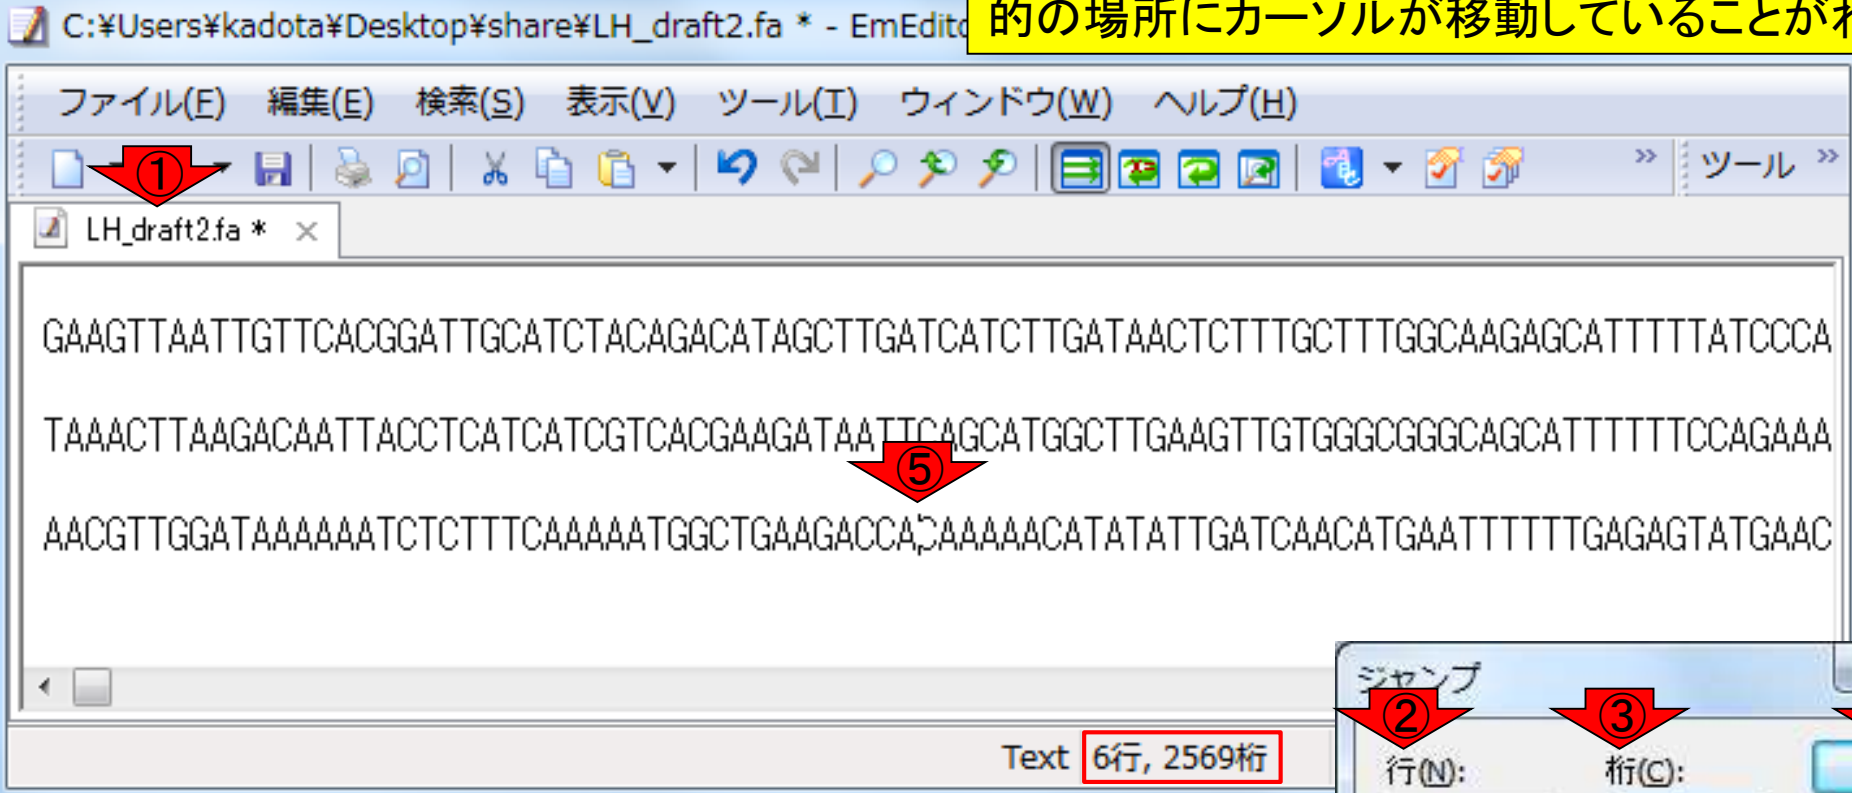 C:¥Users¥kadota¥Desktop¥share¥LH_draft2.fa * - EmEdito
的の場所にカーソルが移動していることがわ
ファイル(F) 編集(E) 検索(S) 表示(V) ツール(T) ウィンドウ(W) ヘルプ(H)
① ツール
LH_draft2.fa *
GAAGTTAATTGTTCACGGATTGCATCTACAGACATAGCTTGATCATCTTGATAACTCTTTGCTTTGGCAAGAGCATTTTTATCCCA
TAAACTTAAGACAATTACCTCATCATCGTCACGAAGATAATTCAGCATGGCTTGAAGTTGTGGGCGGGCAGCATTTTTTCCAGAAA
⑤
AACGTTGGATAAAAAATCTCTTTCAAAAATGGCTGAAGACCACAAAAACATATATTGATCAACATGAATTTTTTGAGAGTATGAAC
ジャンプ
② ③
Text 6行, 2569桁
行(N): 桁(C):